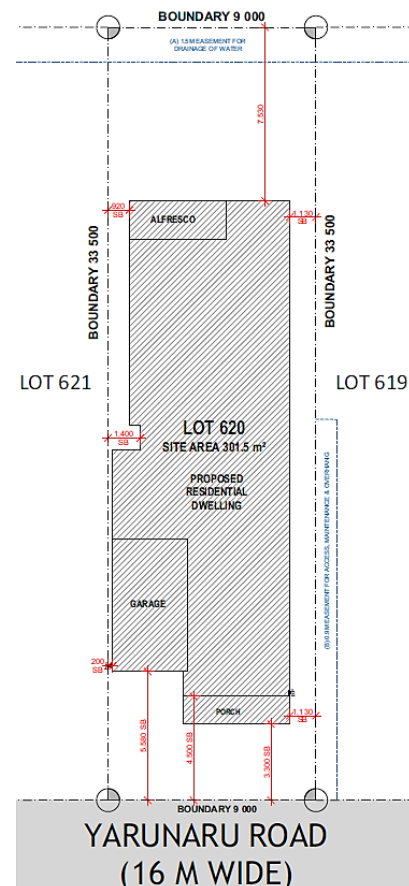 BOUNDARY 9 000
(A) 1.5M EASEMENT FOR
DRAINAGE OF WATER
7.530
.920
SB
1.130
SB
ALFRESCO
BOUNDARY 33 500
BOUNDARY 33 500
LOT 621
LOT 619
1.400
SB
LOT 620
SITE AREA 301.5 m²
PROPOSED
RESIDENTIAL
DWELLING
(B) 0.9M EASEMENT FOR ACCESS, MAINTENANCE & OVERHANG
GARAGE
200
SB
5.580 SB
4.500 SB
PORCH
3.300 SB
1.130
SB
BOUNDARY 9 000
YARUNARU ROAD
(16 M WIDE)